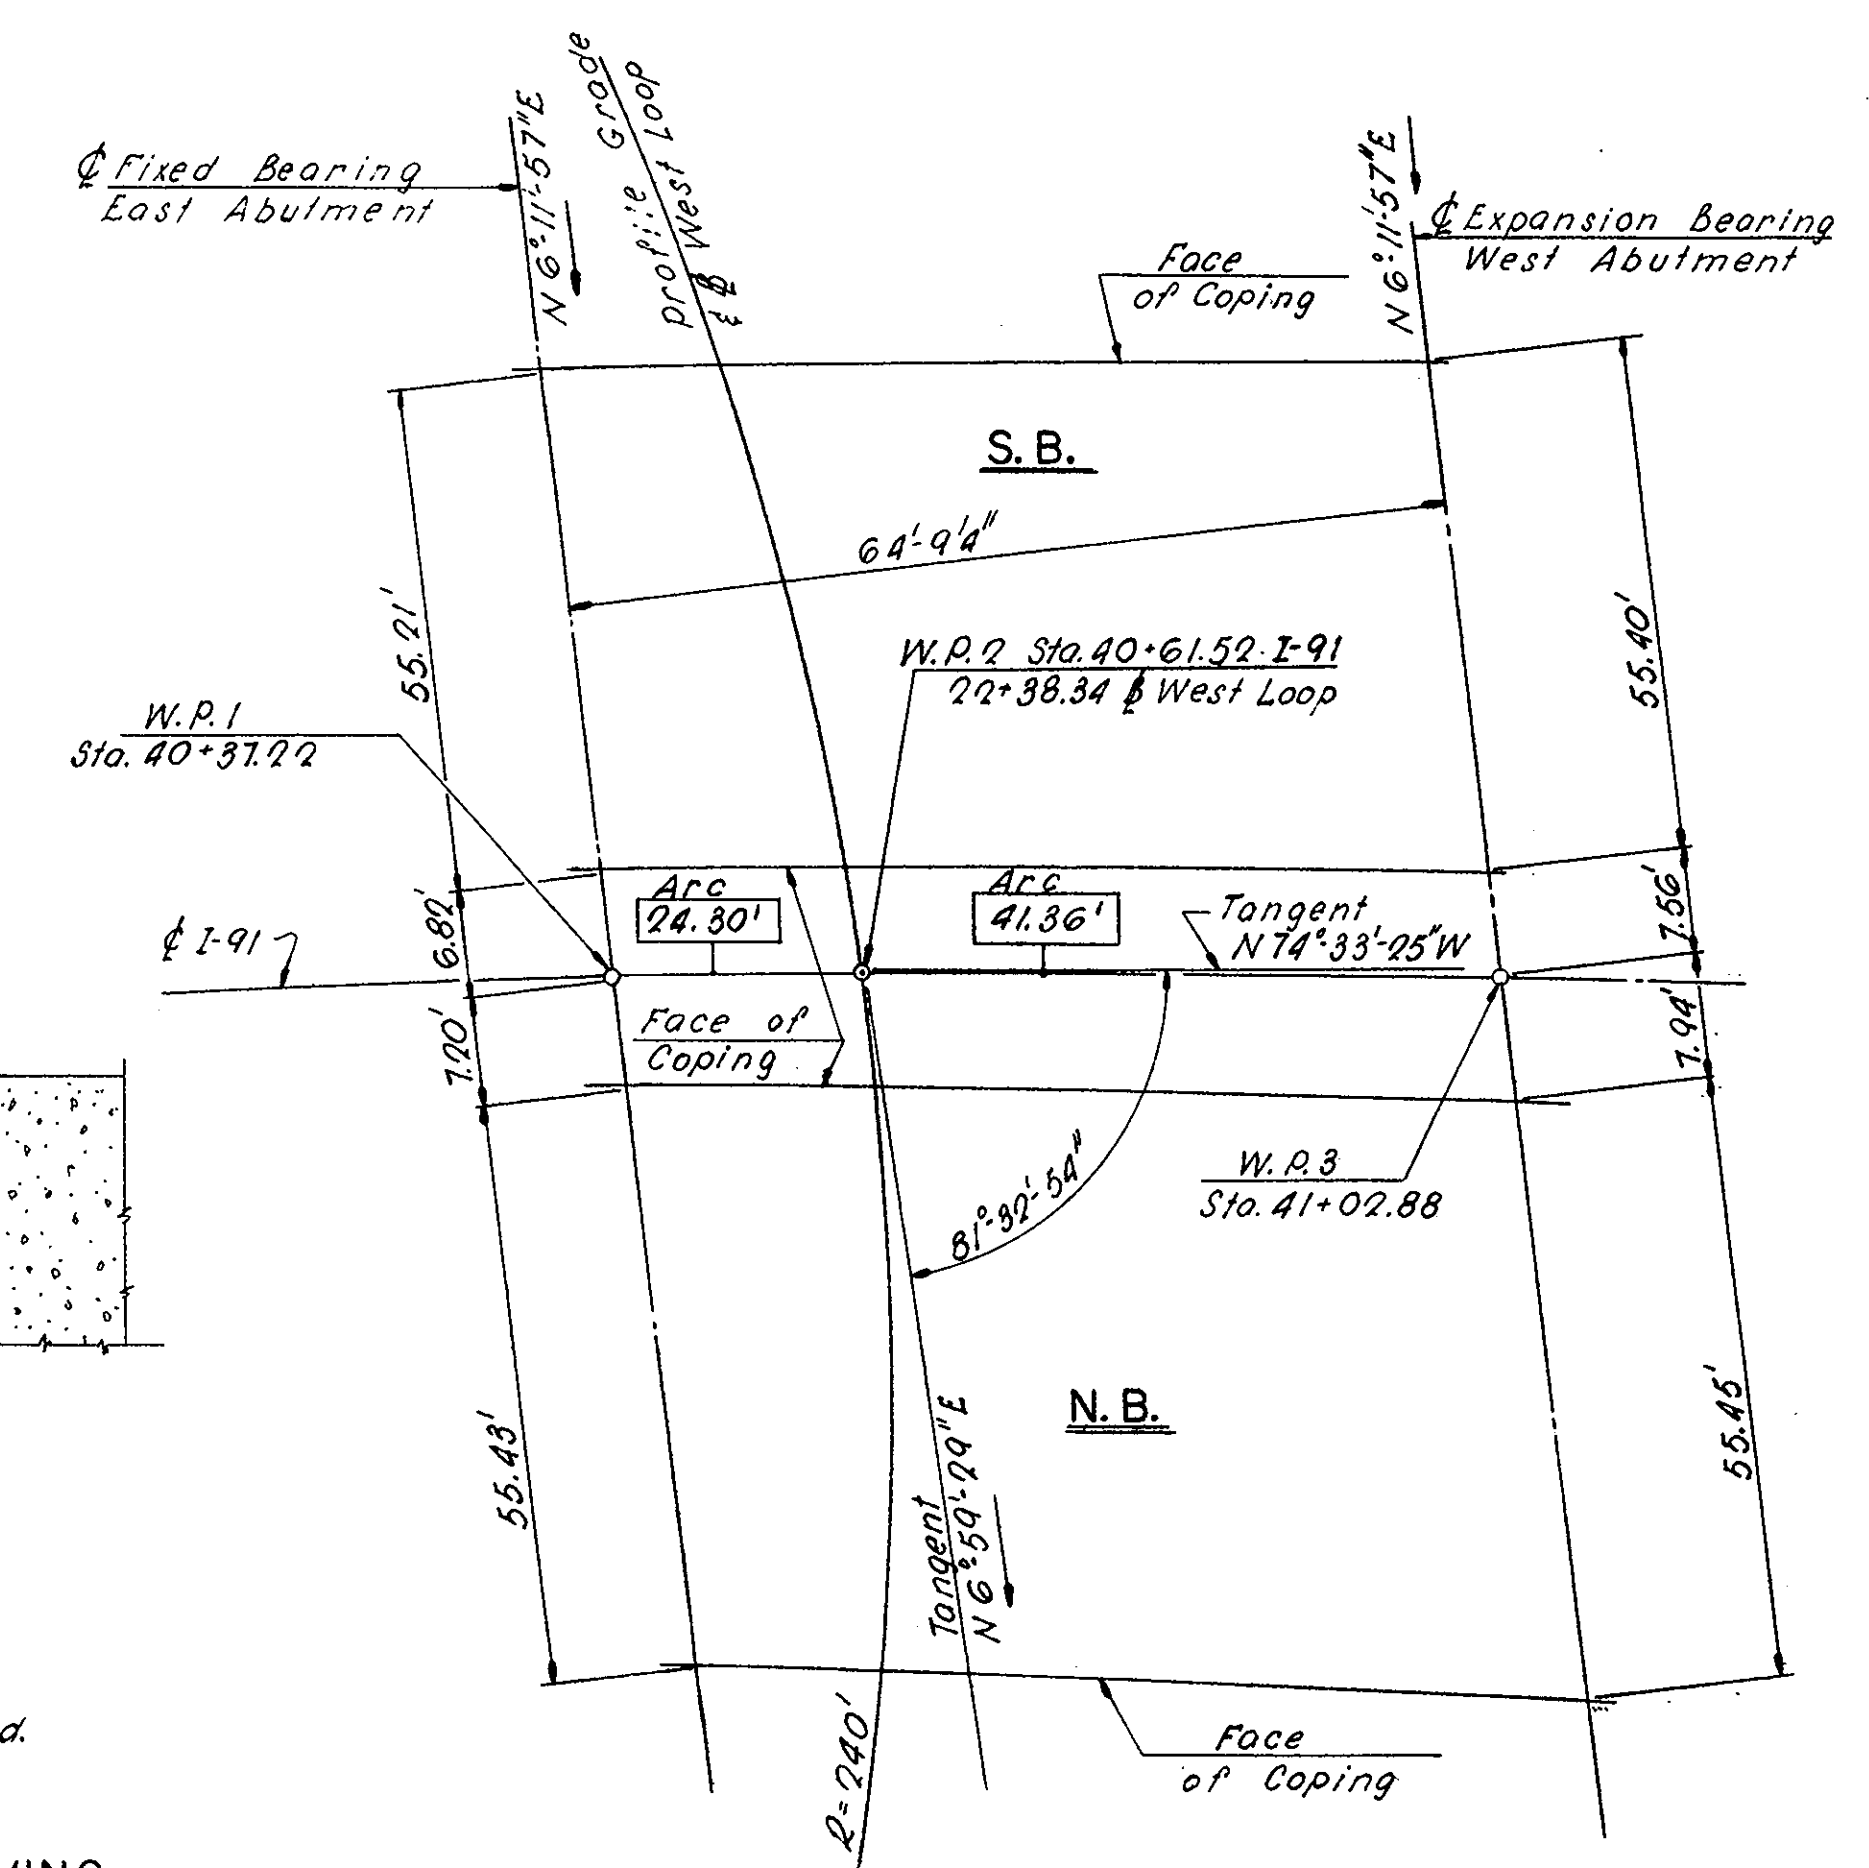 ℄ Fixed Bearing
East Abutment
N 6°-11'-57"E
Profile Grade
& ℄ West Loop
Face
of Coping
N 6°-11'-57"E
℄ Expansion Bearing
West Abutment
S.B.
64'-9¼"
55.21'
55.40'
W.P.2 Sta. 40+61.52 I-91
22+38.34 ℄ West Loop
W.P.1
Sta. 40+37.22
6.82'
Arc
24.30'
Arc
41.36'
Tangent
N 74°-33'-25"W
7.56'
℄ I-91
7.20'
Face of
Coping
7.94'
81°-32'-54"
W.P.3
Sta. 41+02.88
55.43'
N.B.
55.45'
Tangent
N 6°-59'-29"E
R=240'
Face
of Coping
d.